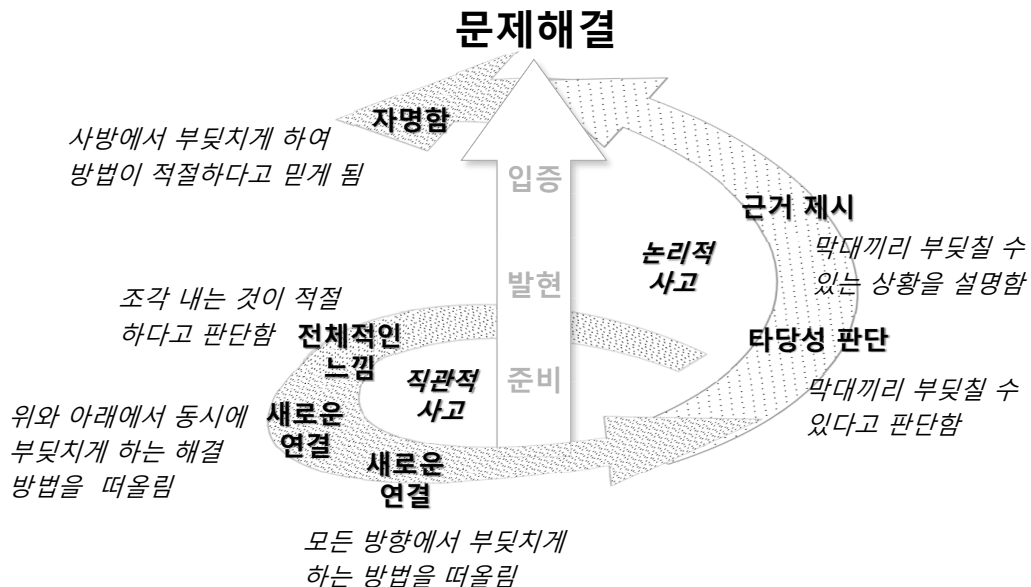 문제해결
자명함
사방에서 부딪치게 하여
방법이 적절하다고 믿게 됨
입증
근거 제시
막대끼리 부딪칠 수
있는 상황을 설명함
논리적
사고
발현
조각 내는 것이 적절
하다고 판단함
전체적인
느낌
타당성 판단
직관적
사고
준비
막대끼리 부딪칠 수
있다고 판단함
위와 아래에서 동시에
부딪치게 하는 해결
방법을 떠올림
새로운
연결
새로운
연결
모든 방향에서 부딪치게
하는 방법을 떠올림